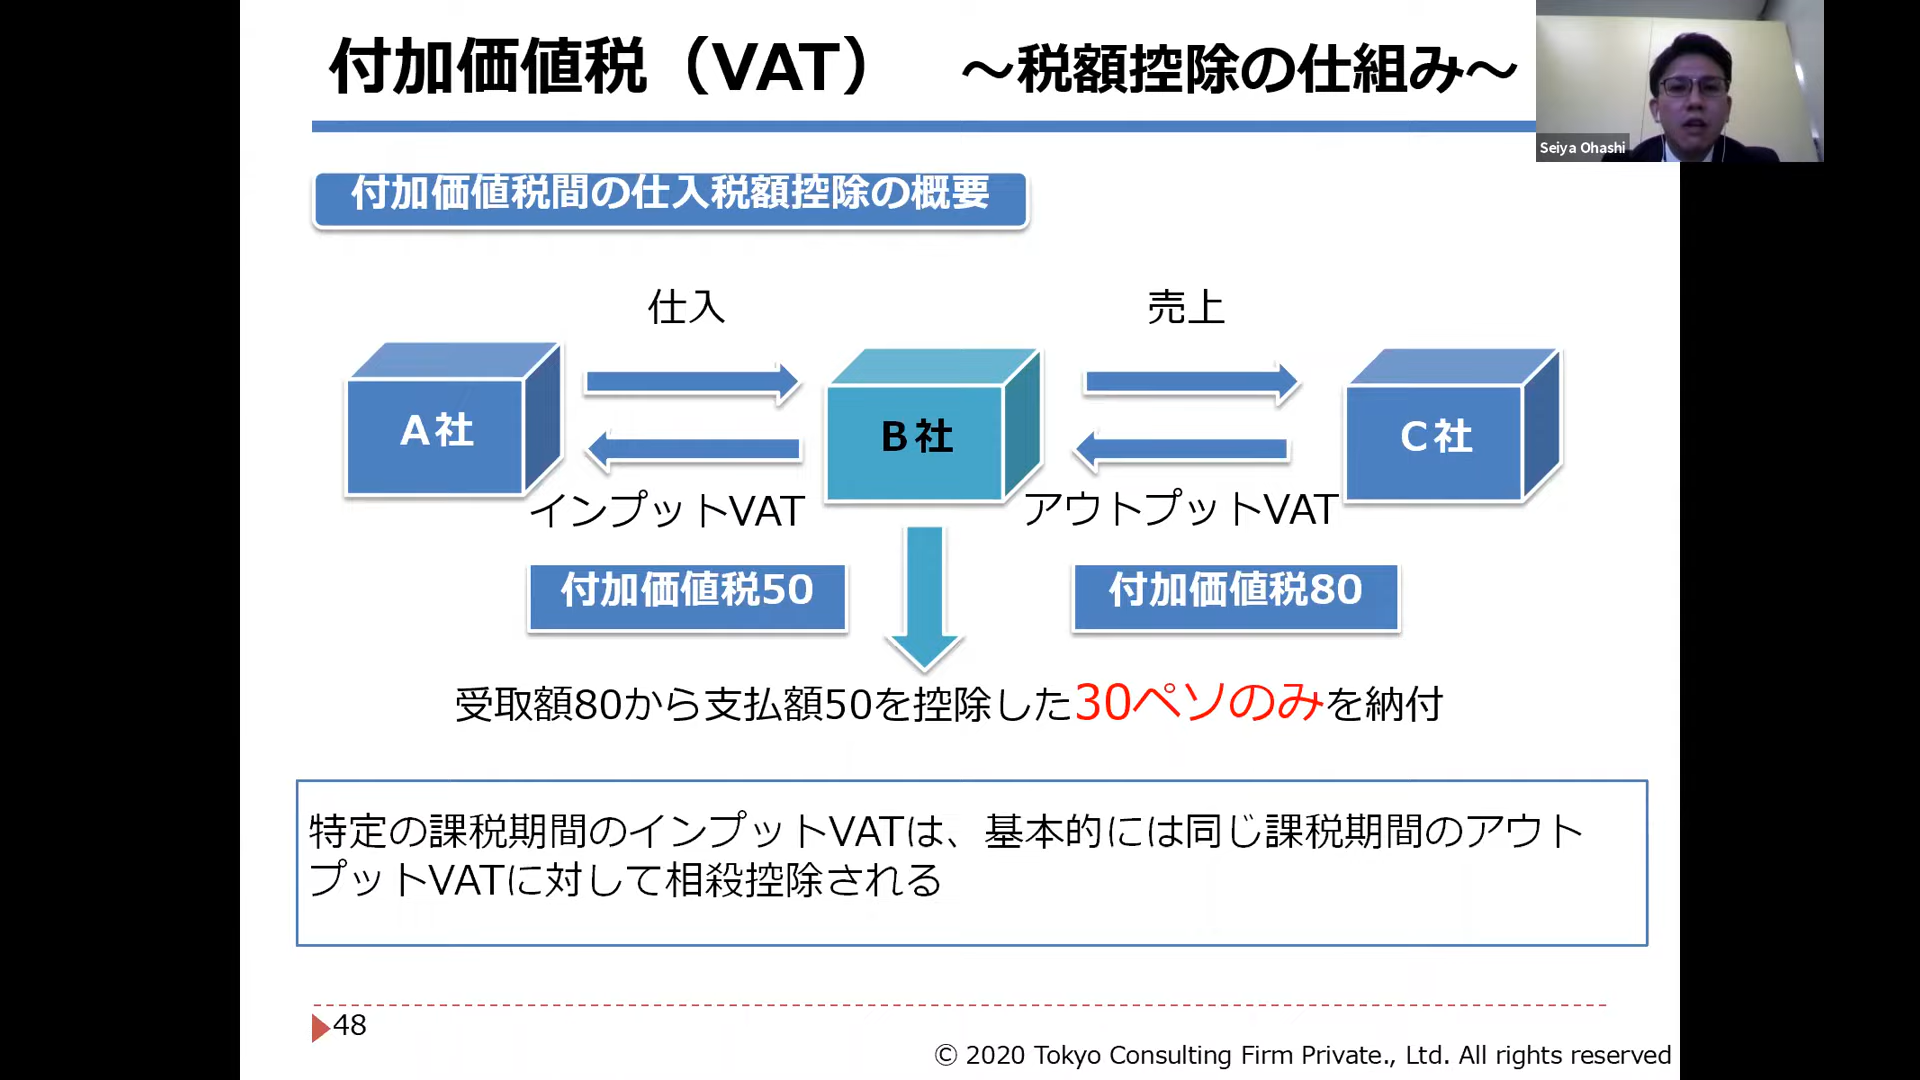 付加価値税（VAT）　～税額控除の仕組み～
Seiya Ohashi
付加価値税間の仕入税額控除の概要
仕入
売上
A社
B社
C社
インプットVAT
アウトプットVAT
付加価値税50
付加価値税80
受取額80から支払額50を控除した30ペソのみを納付
特定の課税期間のインプットVATは、基本的には同じ課税期間のアウト
プットVATに対して相殺控除される
48
© 2020 Tokyo Consulting Firm Private., Ltd. All rights reserved